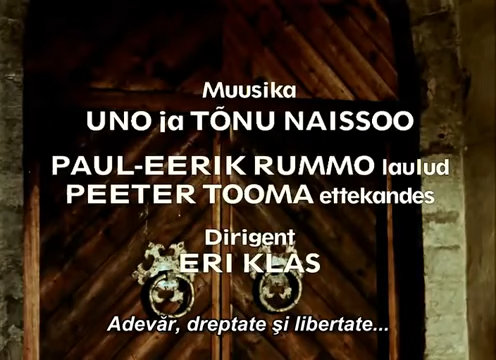 Muusika
UNO ja TÕNU NAISSOO
PAUL-EERIK RUMMO laulud
PEETER TOOMA ettekandes
Dirigent
ERI KLAS
Adevăr, dreptate şi libertate...